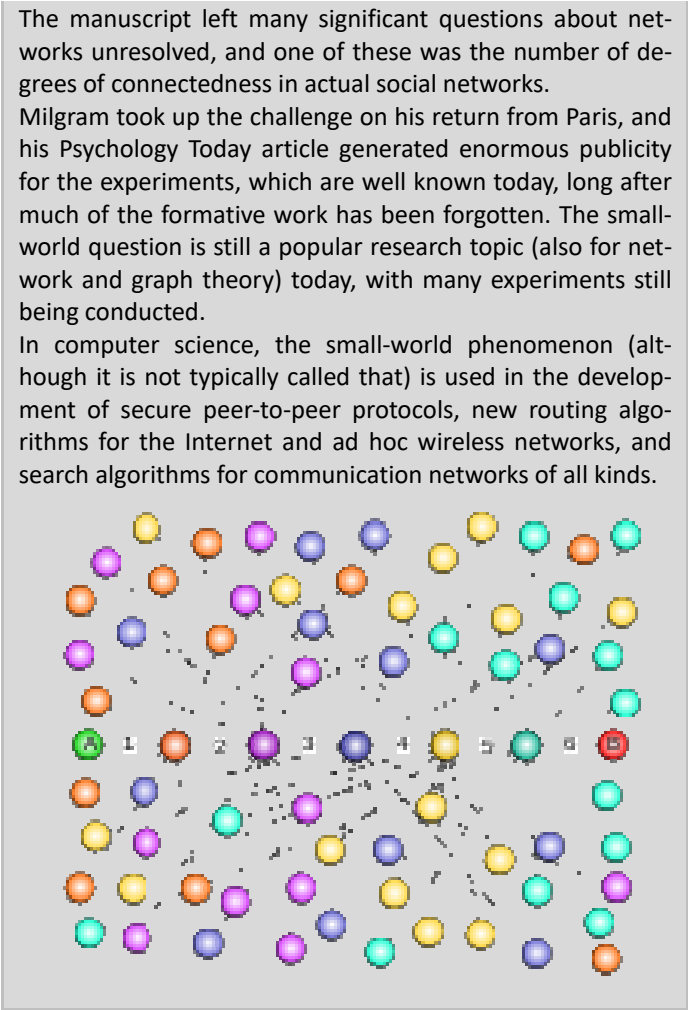 The manuscript left many significant questions about net-
works unresolved, and one of these was the number of de-
grees of connectedness in actual social networks.
Milgram took up the challenge on his return from Paris, and
his Psychology Today article generated enormous publicity
for the experiments, which are well known today, long after
much of the formative work has been forgotten. The small-
world question is still a popular research topic (also for net-
work and graph theory) today, with many experiments still
being conducted.
In computer science, the small-world phenomenon (alt-
hough it is not typically called that) is used in the develop-
ment of secure peer-to-peer protocols, new routing algo-
rithms for the Internet and ad hoc wireless networks, and
search algorithms for communication networks of all kinds.
A 1 2 3 4 5 6 B